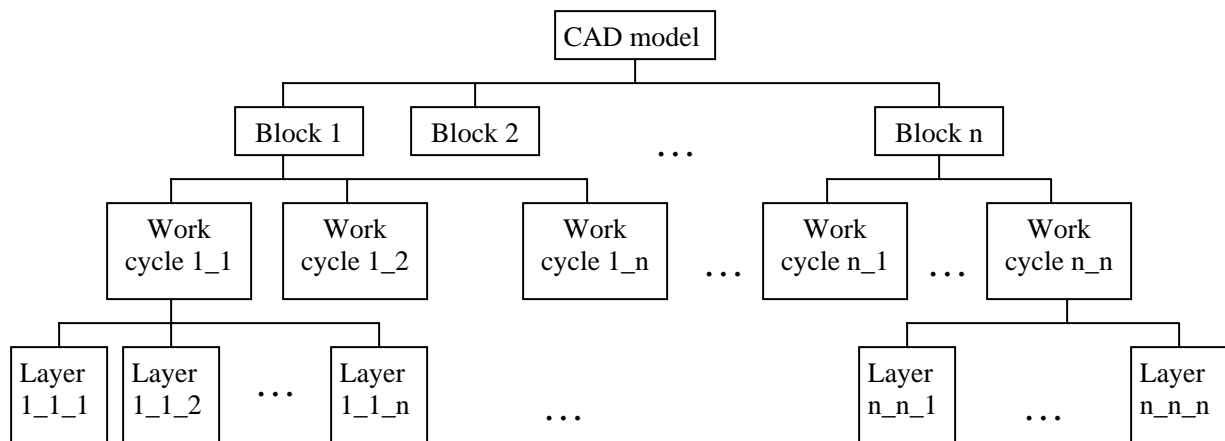 CAD model
Block 1
Block 2
...
Block n
Work
cycle 1_1
Work
cycle 1_2
Work
cycle 1_n
...
Work
cycle n_1
...
Work
cycle n_n
Layer
1_1_1
Layer
1_1_2
...
Layer
1_1_n
...
Layer
n_n_1
...
Layer
n_n_n